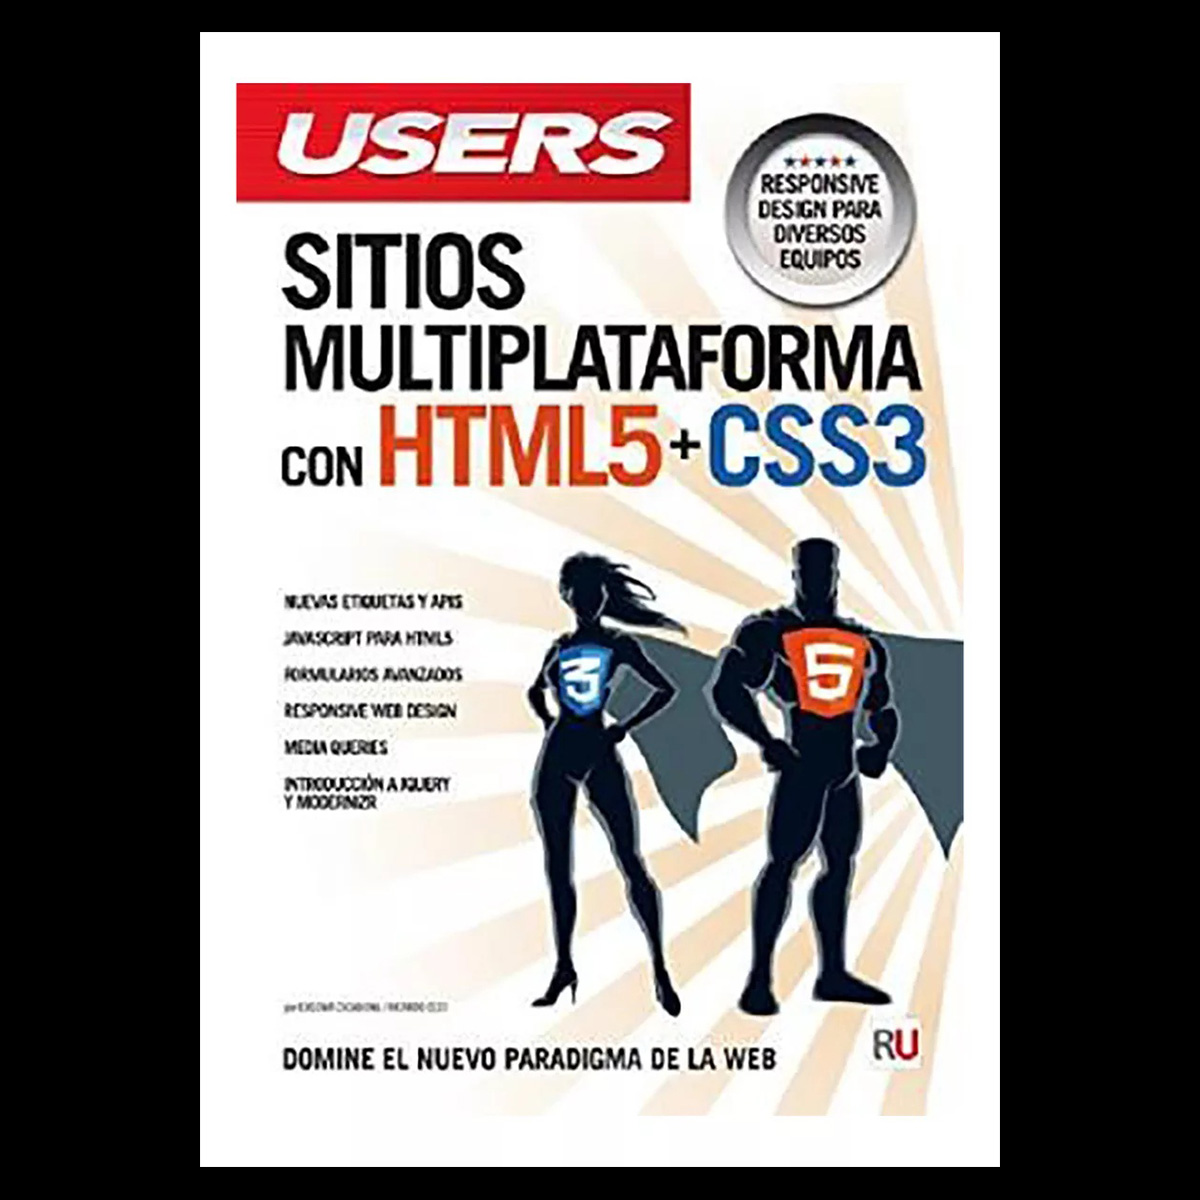 USERS
RESPONSIVE
DESIGN PARA
DIVERSOS
EQUIPOS
SITIOS
MULTIPLATAFORMA
CON HTML5+CSS3
NUEVAS ETIQUETAS Y APIS
JAVASCRIPT PARA HTML5
FORMULARIOS AVANZADOS
RESPONSIVE WEB DESIGN
MEDIA QUERIES
INTRODUCCIÓN A JQUERY
Y MODERNIZR
3
5
por
DOMINE EL NUEVO PARADIGMA DE LA WEB
RU